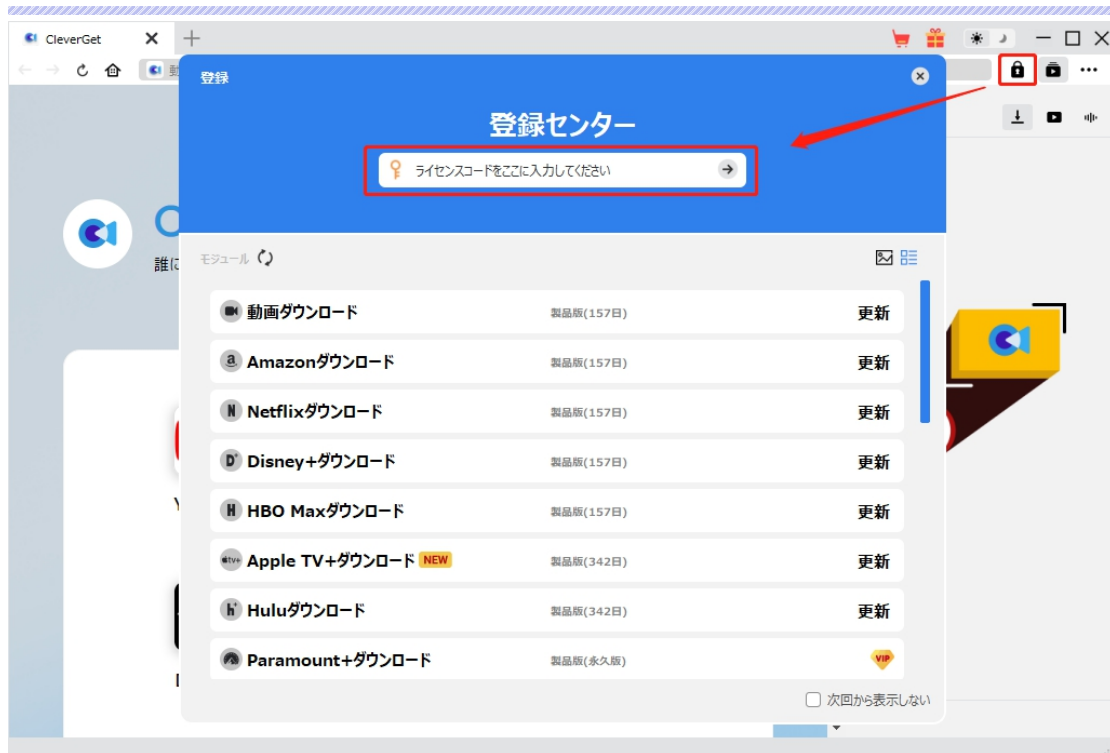 CleverGet
登録
登録センター
ライセンスコードをここに入力してください
誰に
モジュール
動画ダウンロード 製品版(157日) 更新
Amazonダウンロード 製品版(157日) 更新
Netflixダウンロード 製品版(157日) 更新
Disney+ダウンロード 製品版(157日) 更新
HBO Maxダウンロード 製品版(157日) 更新
Apple TV+ダウンロード NEW 製品版(342日) 更新
Huluダウンロード 製品版(342日) 更新
Paramount+ダウンロード 製品版(永久版) VIP
次回から表示しない